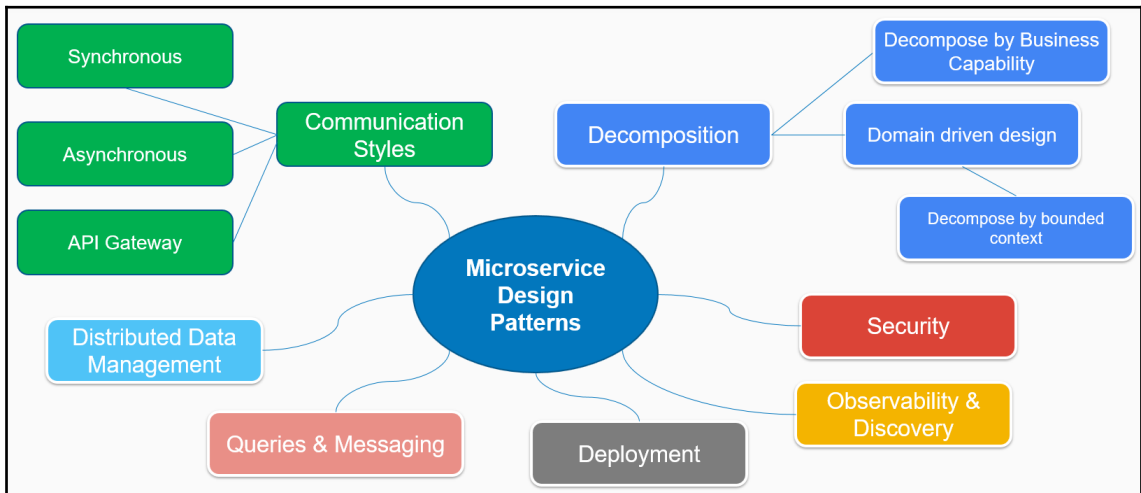 Synchronous
Asynchronous
API Gateway
Communication
Styles
Decomposition
Decompose by Business
Capability
Domain driven design
Decompose by bounded
context
Microservice
Design
Patterns
Distributed Data
Management
Queries & Messaging
Deployment
Security
Observability &
Discovery